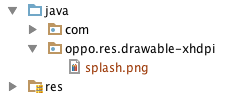 java
com
oppo.res.drawable-xhdpi
splash.png
res